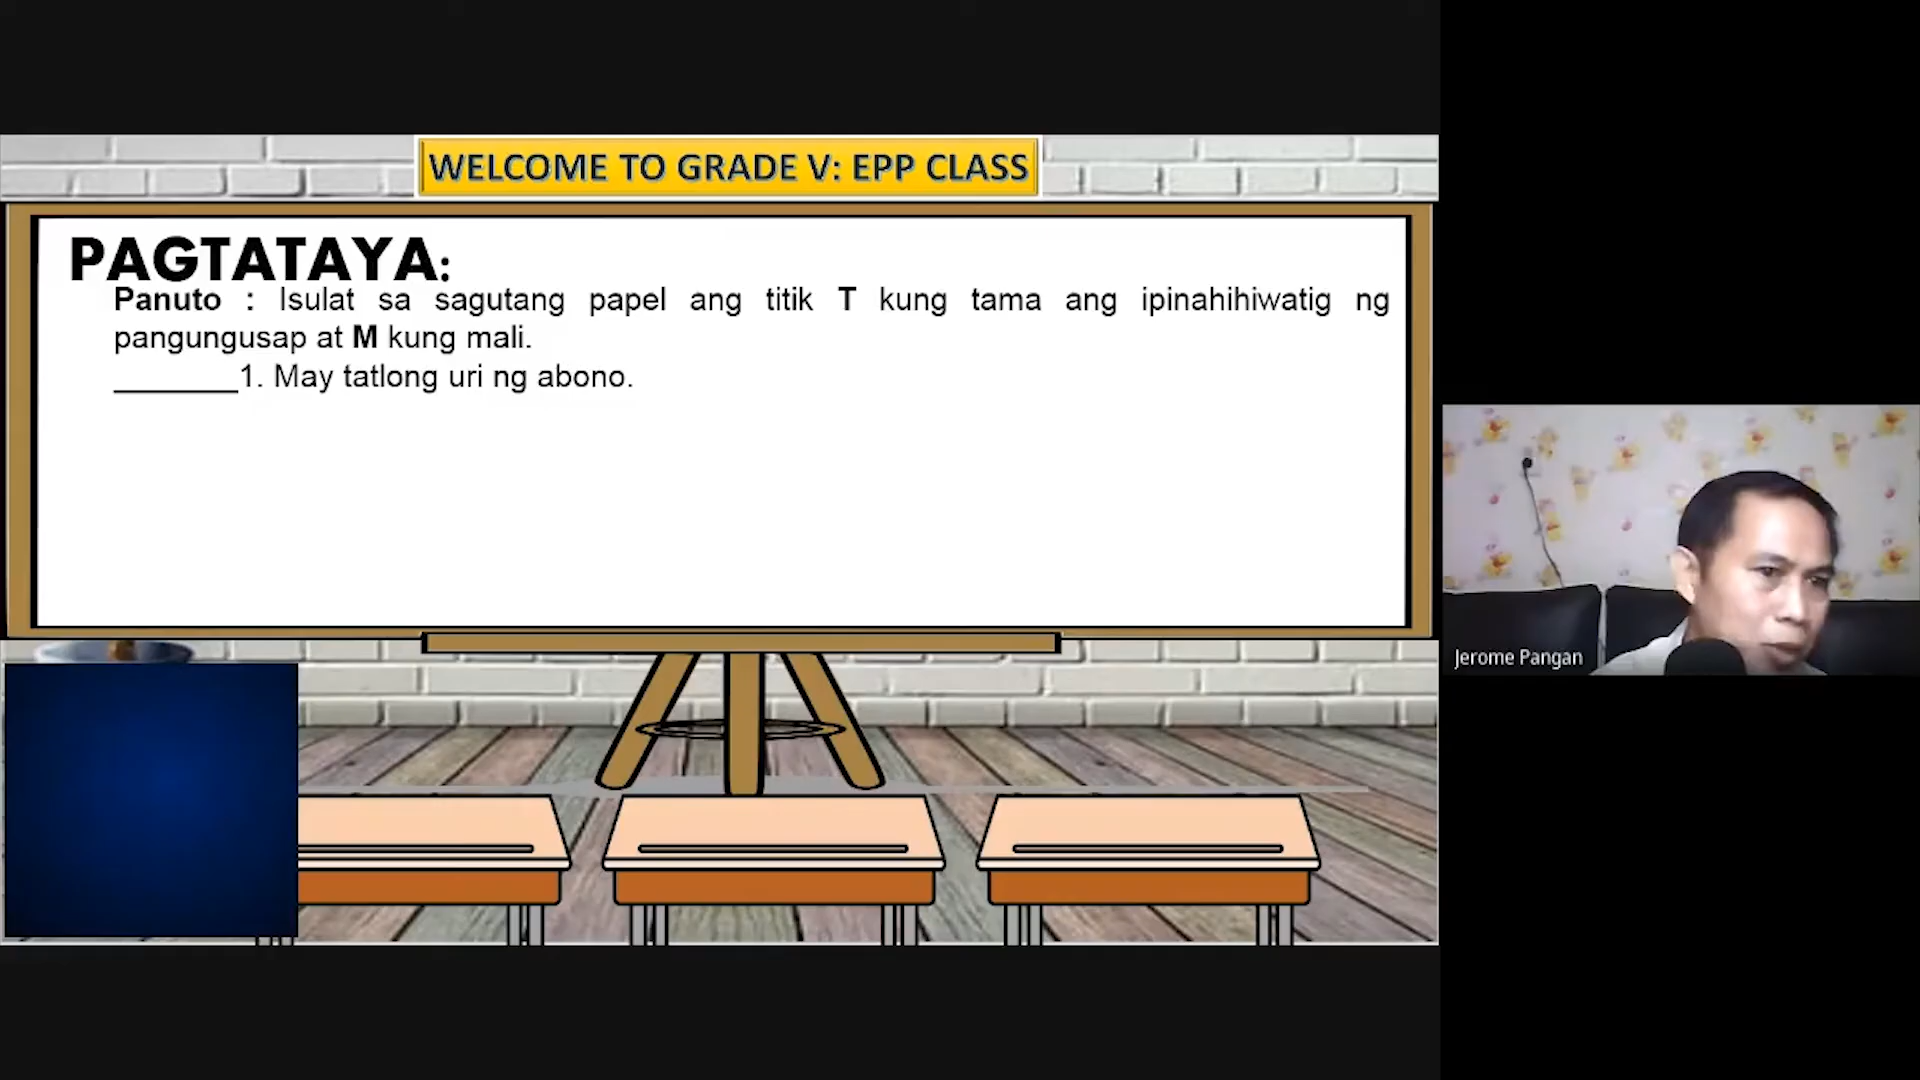 WELCOME TO GRADE V: EPP CLASS
PAGTATAYA:
Panuto : Isulat sa sagutang papel ang titik T kung tama ang ipinahihiwatig ng
pangungusap at M kung mali.
_______1. May tatlong uri ng abono.
Jerome Pangan